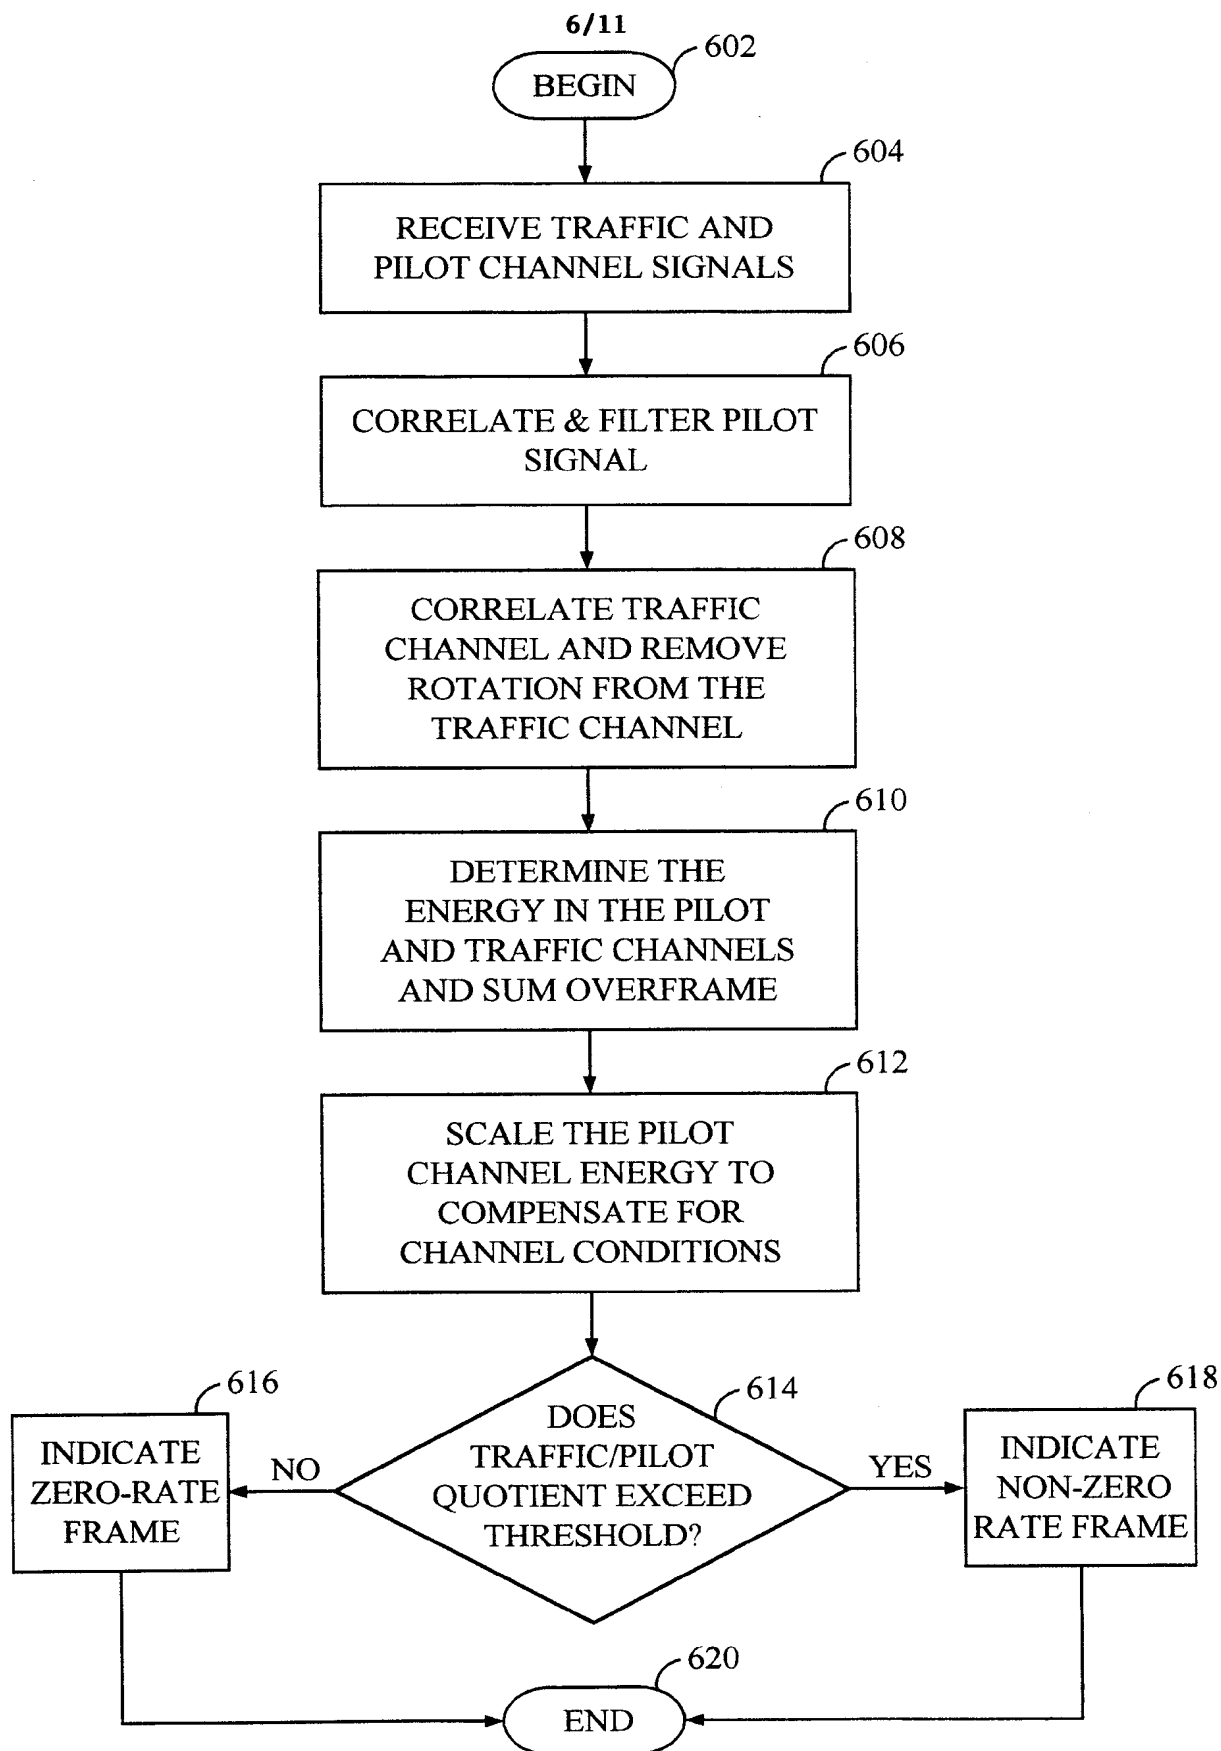 6/11
602
BEGIN
604
RECEIVE TRAFFIC AND
PILOT CHANNEL SIGNALS
606
CORRELATE & FILTER PILOT
SIGNAL
608
CORRELATE TRAFFIC
CHANNEL AND REMOVE
ROTATION FROM THE
TRAFFIC CHANNEL
610
DETERMINE THE
ENERGY IN THE PILOT
AND TRAFFIC CHANNELS
AND SUM OVERFRAME
612
SCALE THE PILOT
CHANNEL ENERGY TO
COMPENSATE FOR
CHANNEL CONDITIONS
614
DOES
TRAFFIC/PILOT
QUOTIENT EXCEED
THRESHOLD?
NO
616
INDICATE
ZERO-RATE
FRAME
YES
618
INDICATE
NON-ZERO
RATE FRAME
620
END